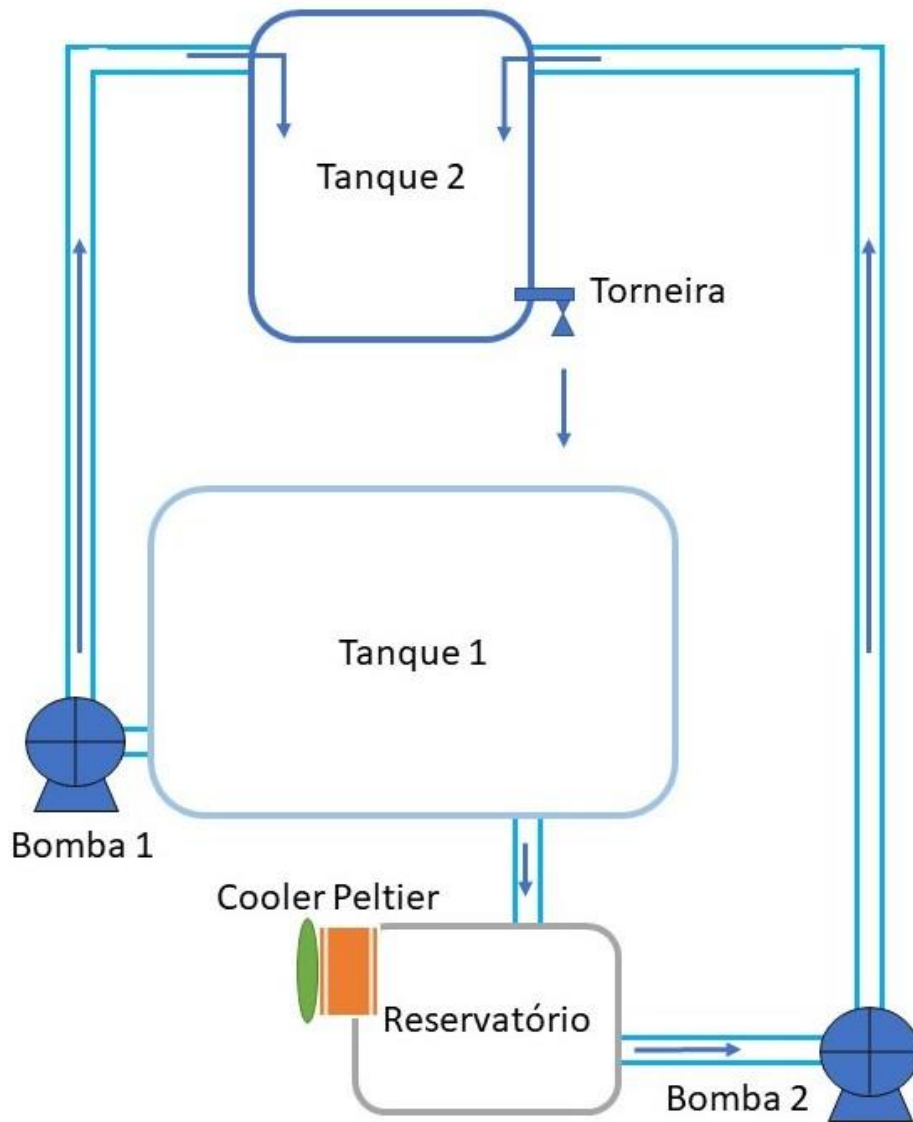 Tanque 2
Torneira
Tanque 1
Bomba 1
Cooler Peltier
Reservatório
Bomba 2